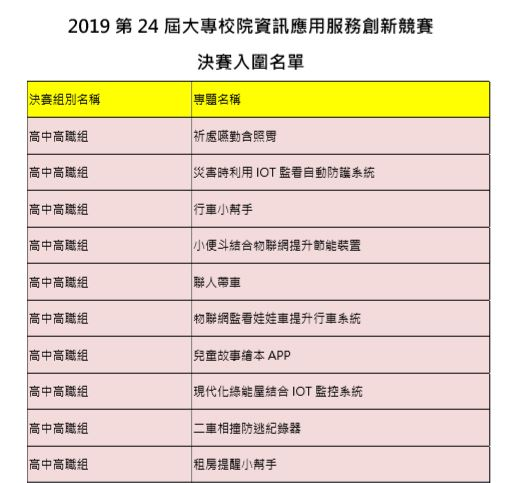 2019 第 24 屆大專校院資訊應用服務創新競賽
決賽入圍名單
決賽組別名稱 專題名稱
高中高職組 祈處嚥勤含照冑
高中高職組 災害時利用 IOT 監看自動防護系統
高中高職組 行車小幫手
高中高職組 小便斗結合物聯網提升節能裝置
高中高職組 聯人帶車
高中高職組 物聯網監看娃娃車提升行車系統
高中高職組 兒童故事繪本 APP
高中高職組 現代化綠能屋結合 IOT 監控系統
高中高職組 二車相撞防逃紀錄器
高中高職組 租房提醒小幫手